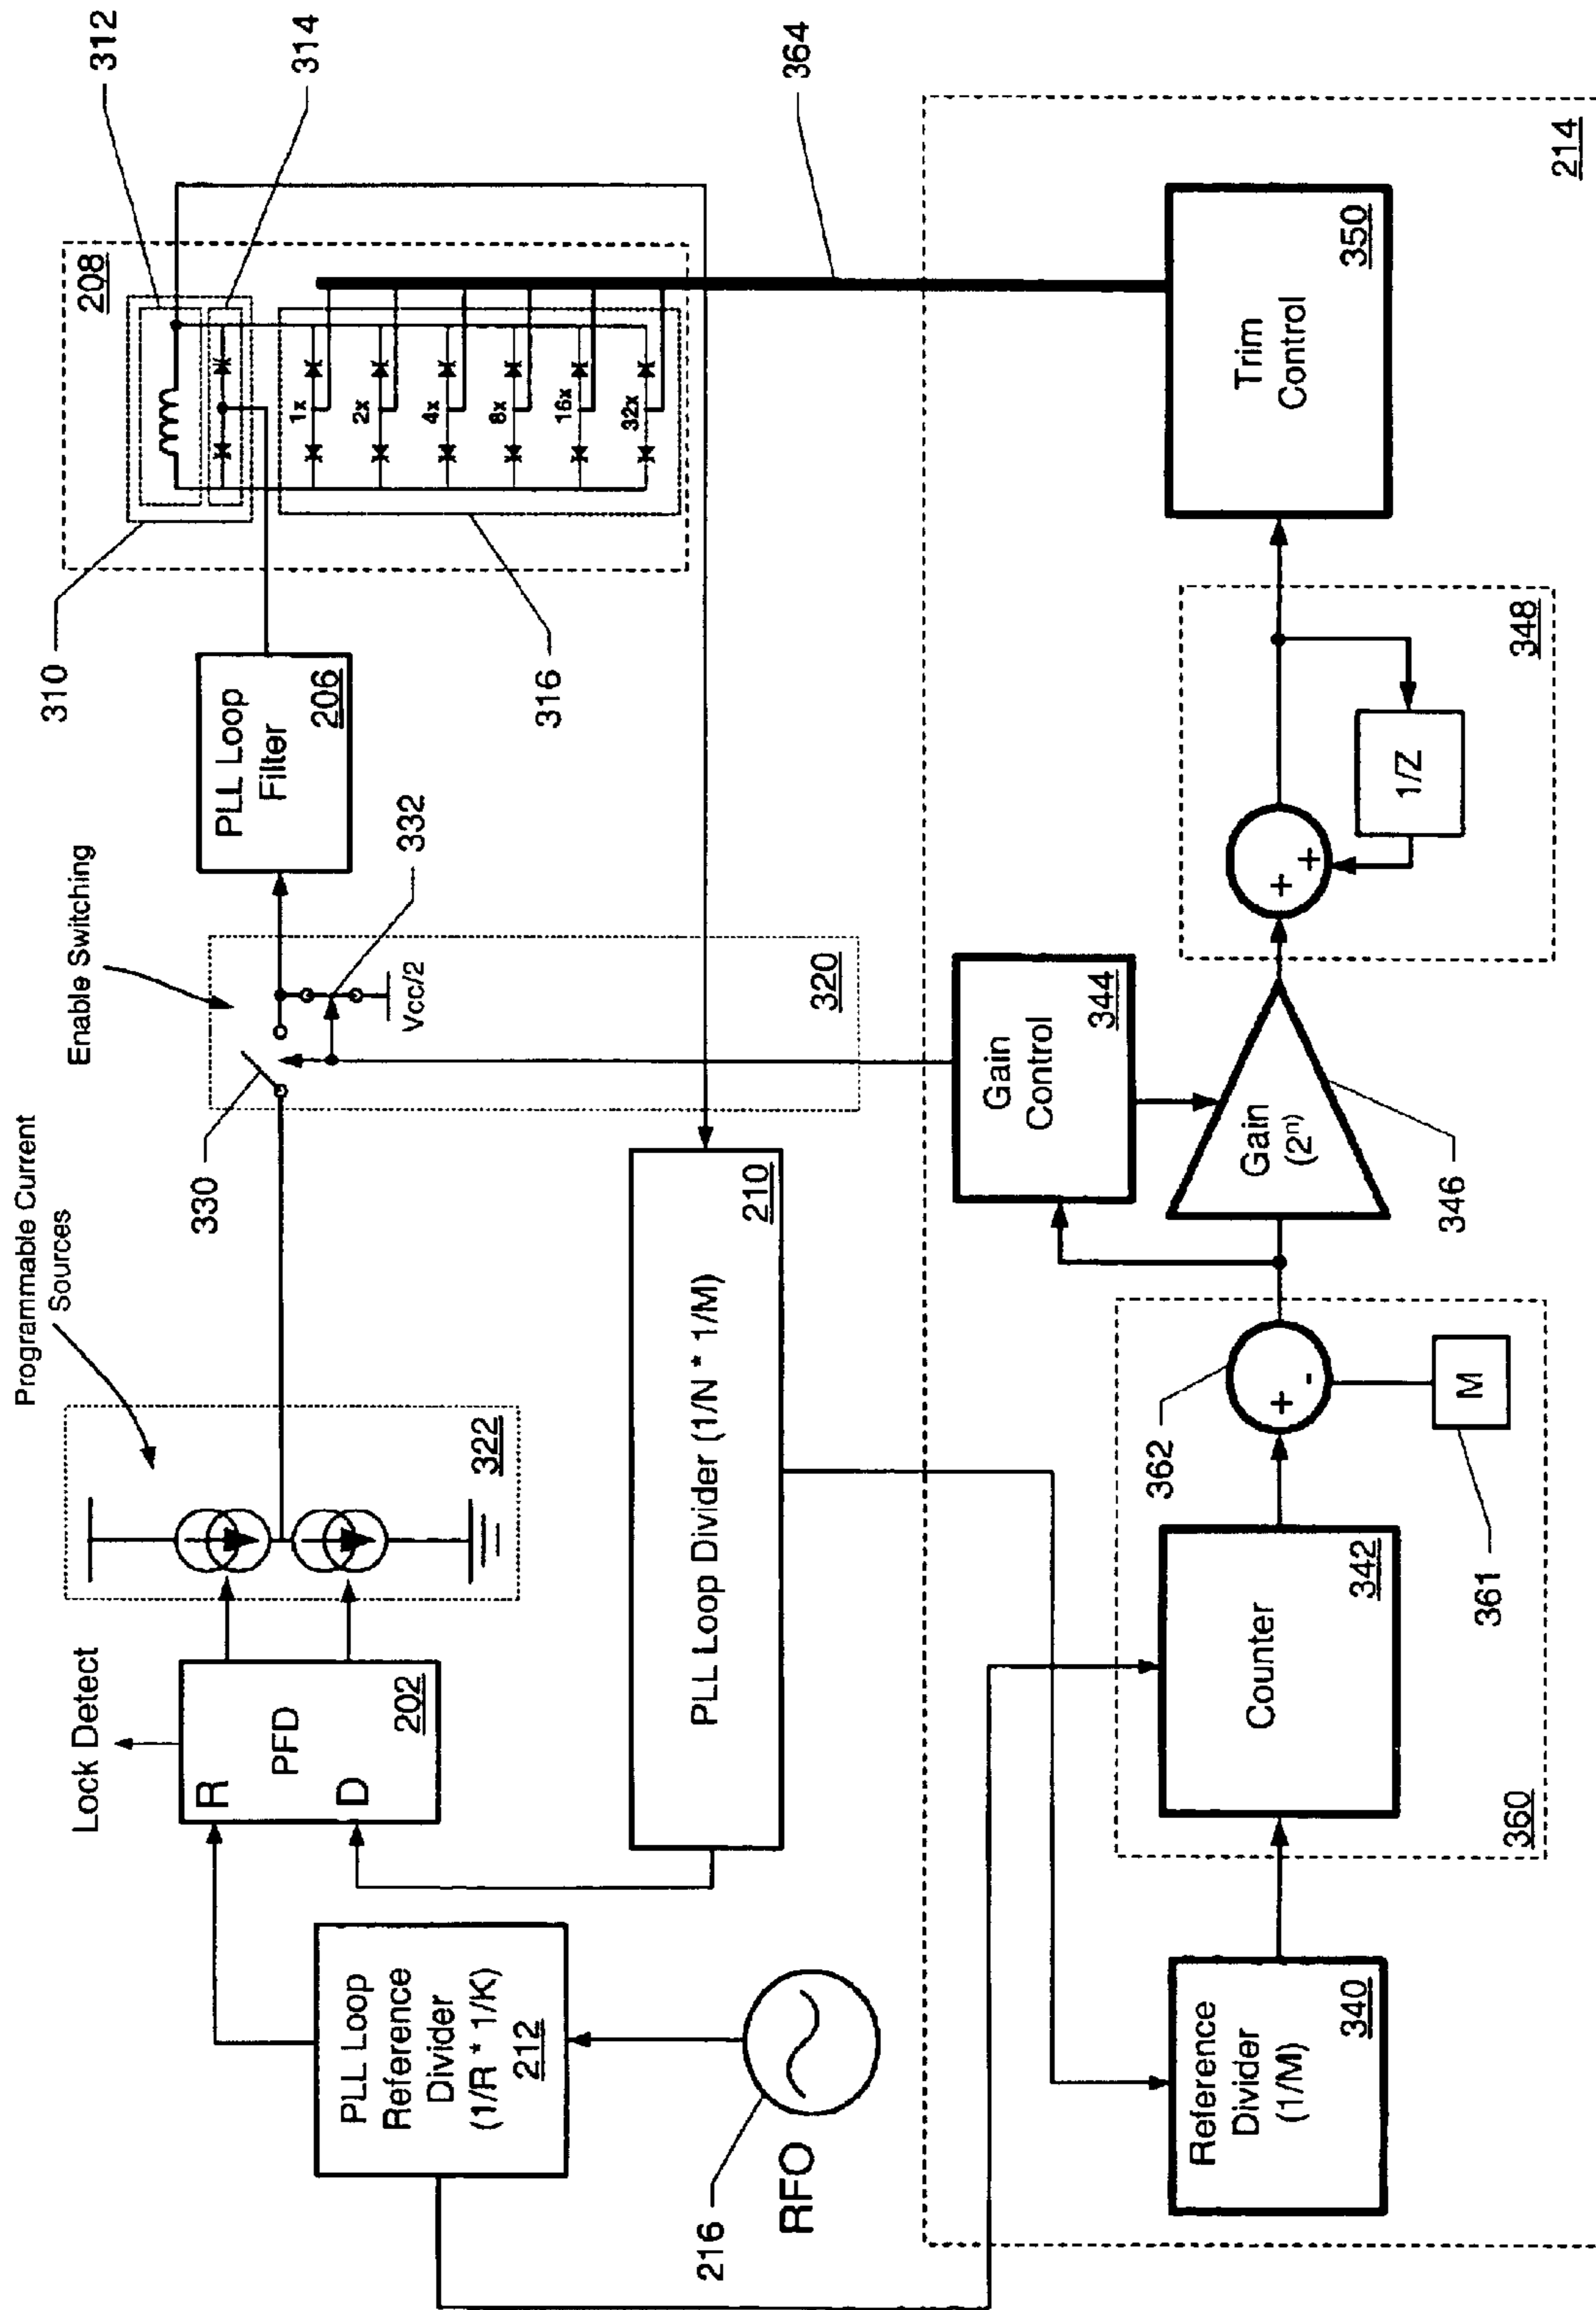 Lock Detect
R
PFD
D
202
Programmable Current
Sources
322
Enable Switching
330
332
Vcc/2
320
PLL Loop
Filter
206
310
316
208
312
314
1x
2x
4x
8x
16x
32x
364
PLL Loop
Reference
Divider
(1/R * 1/K)
212
216
RFO
PLL Loop Divider (1/N * 1/M)
210
Reference
Divider
(1/M)
340
Counter
342
360
362
+
-
M
361
Gain
Control
344
Gain
(2ⁿ)
346
+
+
1/Z
348
Trim
Control
350
214